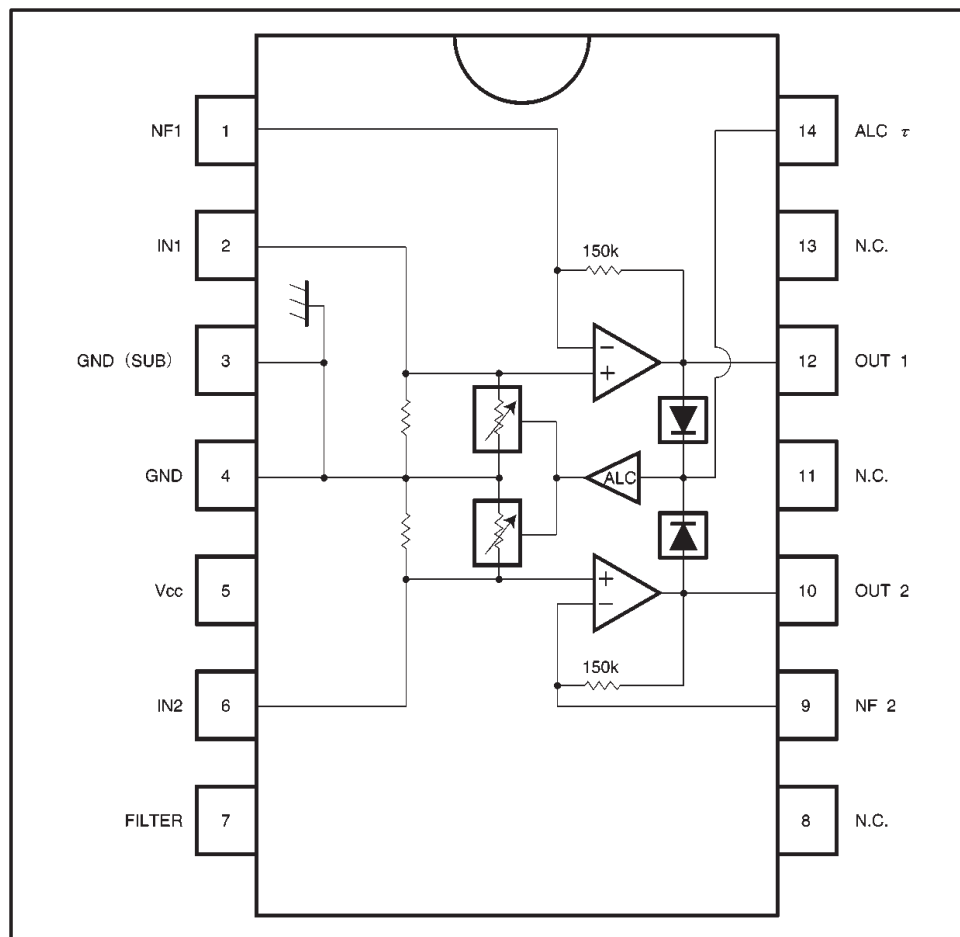 NF1 1
14 ALC τ
IN1 2
13 N.C.
150k
GND (SUB) 3
−
+
12 OUT 1
GND 4
ALC
11 N.C.
Vcc 5
+
−
10 OUT 2
150k
IN2 6
9 NF 2
FILTER 7
8 N.C.